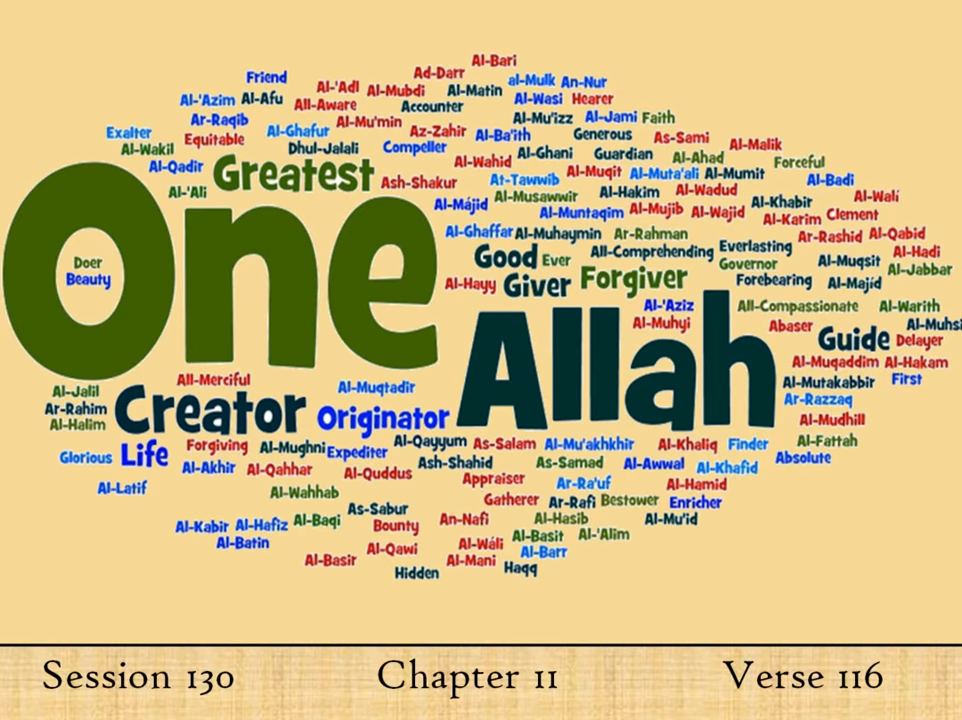 Al-Bari
Ad-Darr
Friend Al-'Adl Al-Mubdi Al-Matin al-Mulk An-Nur
Al-'Azim Al-Afu All-Aware Accounter Al-Wasi Hearer
Ar-Raqib Al-Mu'min Al-Mu'izz Al-Jami Faith
Exalter Equitable Al-Ghafur Az-Zahir Al-Ba'ith Generous As-Sami Al-Malik
Al-Wakil Dhul-Jalali Compeller Al-Wahid Al-Ghani Guardian Al-Ahad Forceful
Al-Qadir Greatest At-Tawwib Al-Muqit Al-Muta'ali Al-Mumit Al-Badi
Al-'Ali Ash-Shakur Al-Musawwir Al-Hakim Al-Wadud Al-Khabir Al-Walí
Al-Májid Al-Muntaqim Al-Mujib Al-Wajid Al-Karim Clement
Al-Ghaffar Al-Muhaymin Ar-Rahman Ar-Rashid Al-Qabid
One
Doer
Beauty
Good Ever All-Comprehending Everlasting Al-Hadi
Governor Al-Muqsit Al-Jabbar
Al-Hayy Giver Forgiver Forebearing Al-Majíd
Al-'Aziz All-Compassionate Al-Warith
Al-Muhyi Abaser Al-Muhsi
Allah
Guide Delayer
Al-Muqaddim Al-Hakam
Al-Jalil All-Merciful Al-Muqtadir Al-Mutakabbir First
Ar-Rahim Creator Originator Ar-Razzaq
Al-Halim Al-Mudhill
Glorious Life Forgiving Al-Mughni Expediter Al-Qayyum As-Salam Al-Mu'akhkhir Al-Khaliq Finder Al-Fattah
Al-Akhir Al-Qahhar Al-Quddus Ash-Shahid As-Samad Al-Awwal Al-Khafid Absolute
Al-Latif Al-Wahhab Appraiser Ar-Ra'uf Al-Hamid
As-Sabur Gatherer Ar-Rafi Bestower Enricher
Al-Kabir Al-Hafiz Al-Baqi Bounty An-Nafi Al-Hasib Al-Mu'id
Al-Batin Al-Qawi Al-Wáli Al-Basit Al-'Alim
Al-Basir Al-Mani Al-Barr
Hidden Haqq
Session 130 Chapter 11 Verse 116